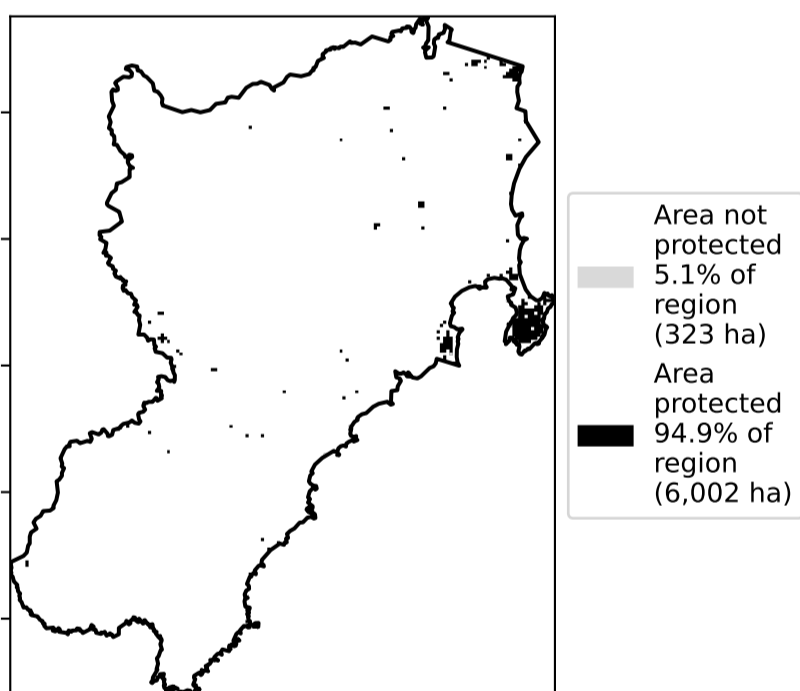 Area not
protected
5.1% of
region
(323 ha)
Area
protected
94.9% of
region
(6,002 ha)